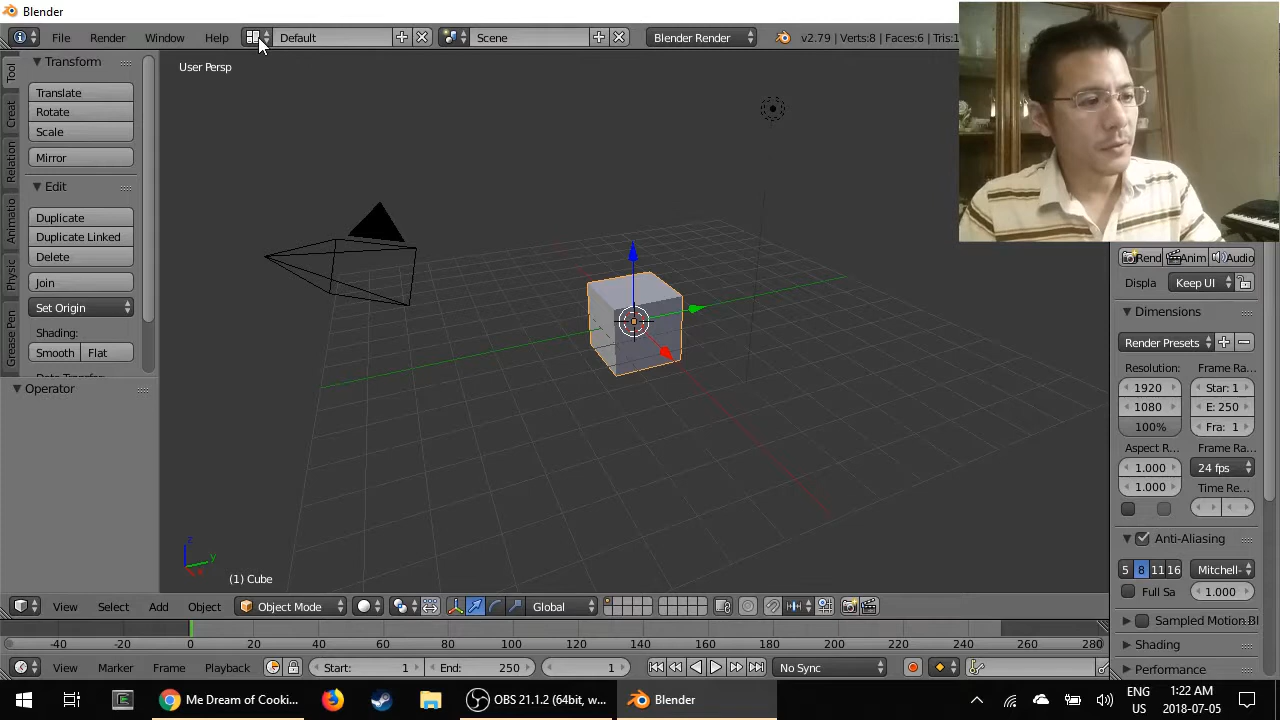 Blender
File Render Window Help Default Scene Blender Render v2.79 | Verts:8 | Faces:6 | Tris:1
Tool
Creat
Relation
Animatio
Physic
Grease Pen
Transform
Translate
Rotate
Scale
Mirror
Edit
Duplicate
Duplicate Linked
Delete
Join
Set Origin
Shading:
Smooth Flat
Operator
User Persp
z
y
x
(1) Cube
Rend Anim Audio
Displa Keep UI
Dimensions
Render Presets
Resolution: Frame Ra...
1920 Star: 1
1080 E: 250
100% Fra: 1
Aspect R... Frame Ra...
1.000 24 fps
1.000 Time Re...
Anti-Aliasing
5 8 11 16 Mitchell-
Full Sa 1.000
Sampled Motion Bl
Shading
Performance
View Select Add Object Object Mode Global
-40 -20 0 20 40 60 80 100 120 140 160 180 200 220 240 260 280
View Marker Frame Playback Start: 1 End: 250 1 No Sync
Me Dream of Cooki... OBS 21.1.2 (64bit, w... Blender
ENG 1:22 AM
US 2018-07-05